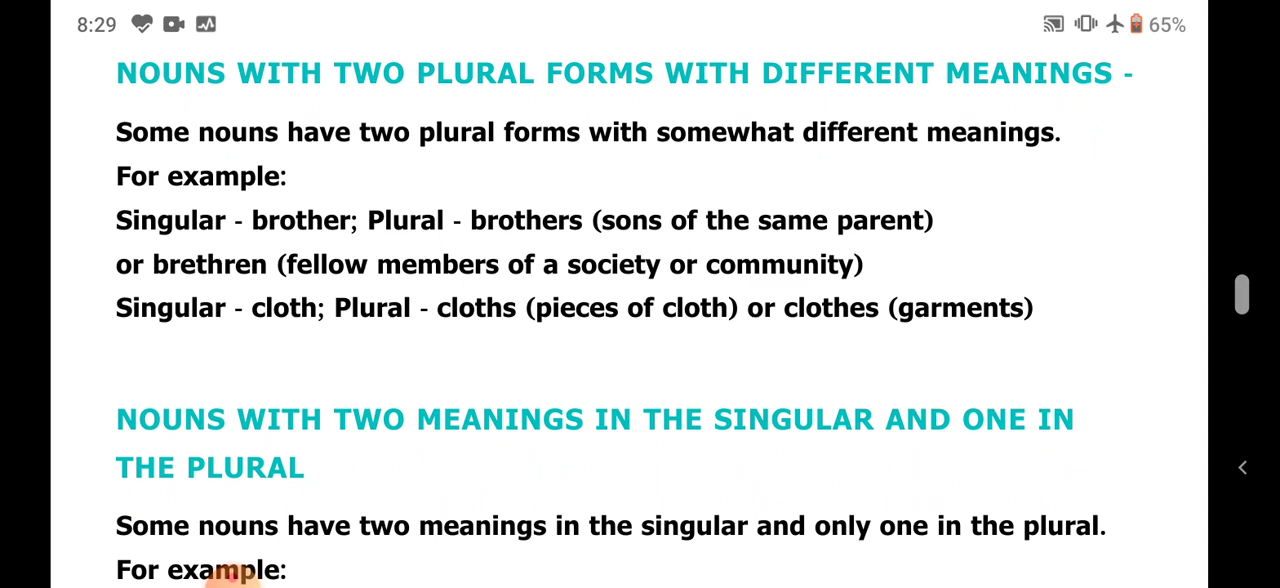 8:29 65%
NOUNS WITH TWO PLURAL FORMS WITH DIFFERENT MEANINGS -
Some nouns have two plural forms with somewhat different meanings.
For example:
Singular - brother; Plural - brothers (sons of the same parent)
or brethren (fellow members of a society or community)
Singular - cloth; Plural - cloths (pieces of cloth) or clothes (garments)
NOUNS WITH TWO MEANINGS IN THE SINGULAR AND ONE IN
THE PLURAL
Some nouns have two meanings in the singular and only one in the plural.
For example: